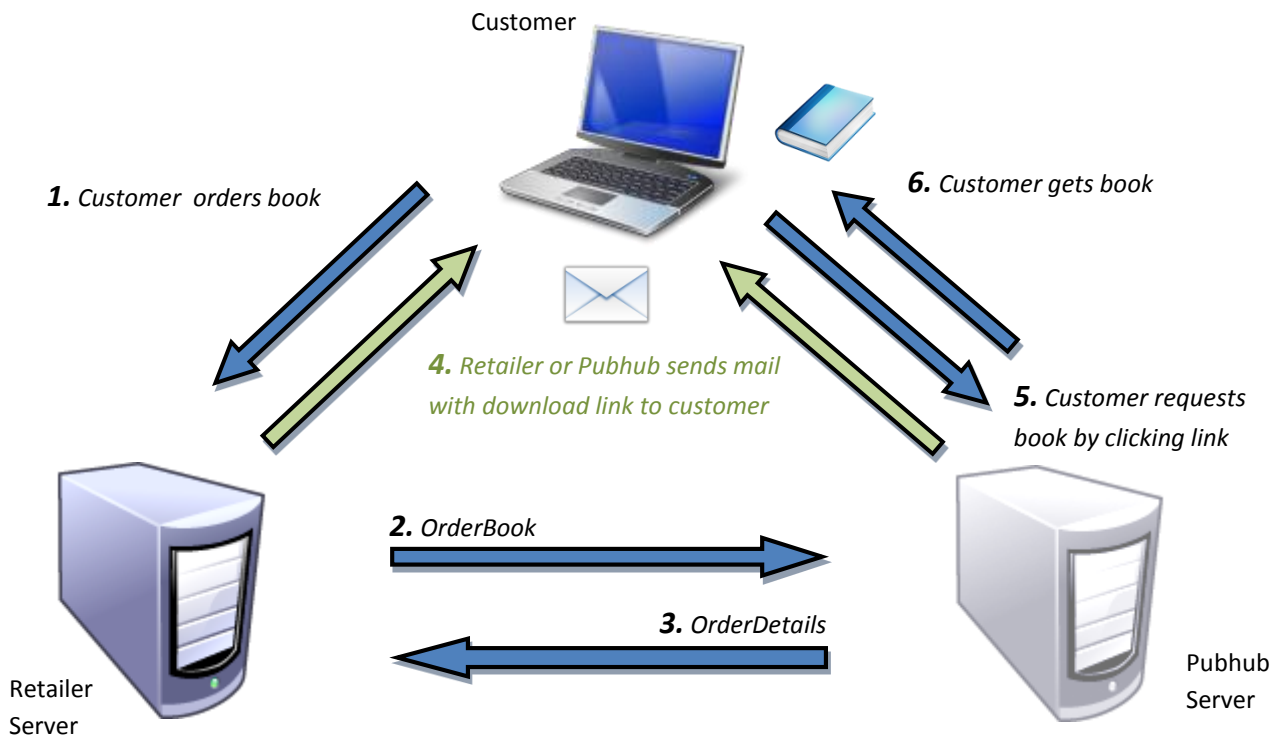 Customer
1. Customer  orders book
6. Customer gets book
4. Retailer or Pubhub sends mail
with download link to customer
5. Customer requests
book by clicking link
2. OrderBook
3. OrderDetails
Retailer
Server
Pubhub
Server